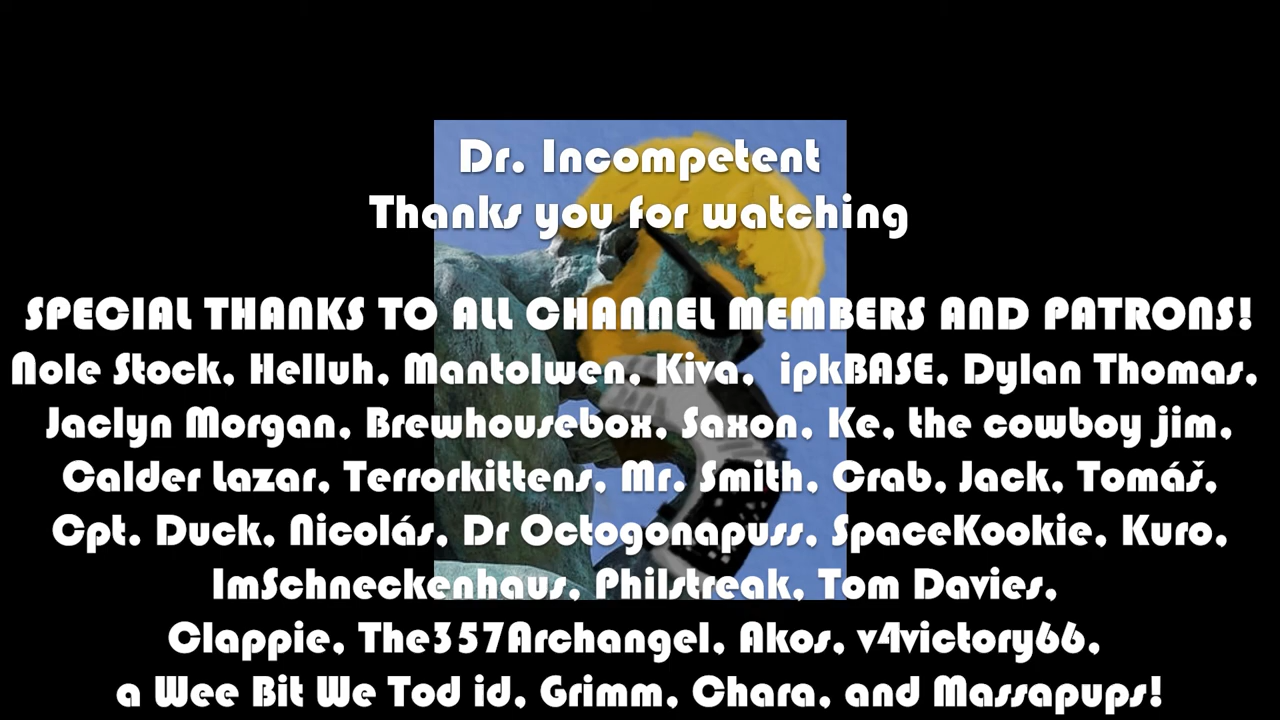 Dr. Incompetent
Thanks you for watching
SPECIAL THANKS TO ALL CHANNEL MEMBERS AND PATRONS!
Nole Stock, Helluh, Mantolwen, Kiva, ipkBASE, Dylan Thomas,
Jaclyn Morgan, Brewhousebox, Saxon, Ke, the cowboy jim,
Calder Lazar, Terrorkittens, Mr. Smith, Crab, Jack, Tomáš,
Cpt. Duck, Nicolás, Dr Octogonapuss, SpaceKookie, Kuro,
ImSchneckenhaus, Philstreak, Tom Davies,
Clappie, The357Archangel, Akos, v4victory66,
a Wee Bit We Tod id, Grimm, Chara, and Massapups!